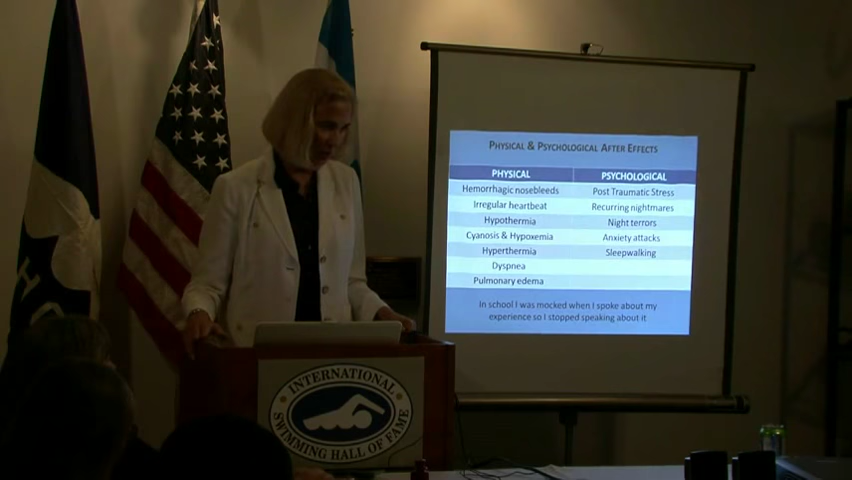 PHYSICAL & PSYCHOLOGICAL AFTER EFFECTS
PHYSICAL PSYCHOLOGICAL
Hemorrhagic nosebleeds Post Traumatic Stress
Irregular heartbeat Recurring nightmares
Hypothermia Night terrors
Cyanosis & Hypoxemia Anxiety attacks
Hyperthermia Sleepwalking
Dyspnea
Pulmonary edema
In school I was mocked when I spoke about my
experience so I stopped speaking about it
INTERNATIONAL
SWIMMING HALL OF FAME